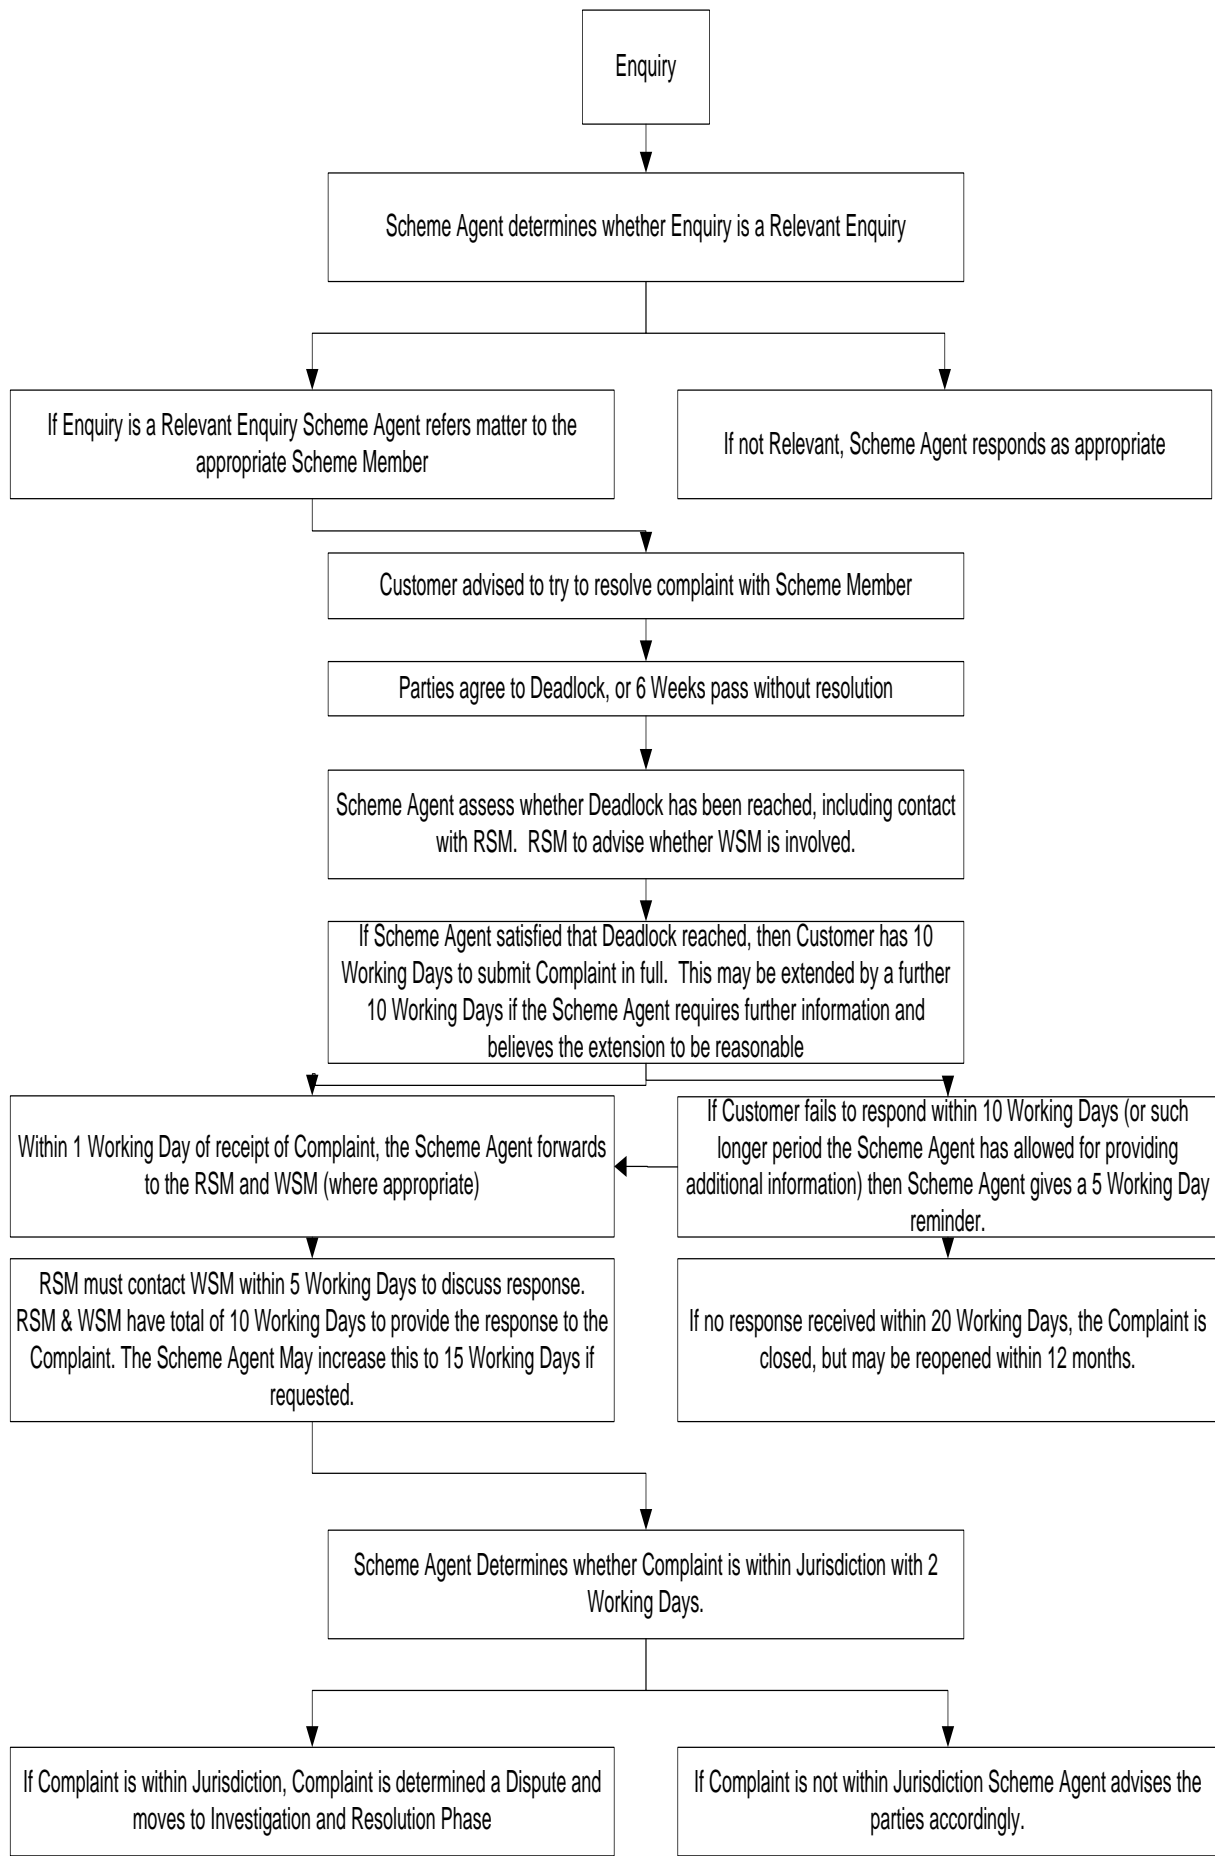 Enquiry
Scheme Agent determines whether Enquiry is a Relevant Enquiry
If Enquiry is a Relevant Enquiry Scheme Agent refers matter to the
appropriate Scheme Member
If not Relevant, Scheme Agent responds as appropriate
Customer advised to try to resolve complaint with Scheme Member
Parties agree to Deadlock, or 6 Weeks pass without resolution
Scheme Agent assess whether Deadlock has been reached, including contact
with RSM.  RSM to advise whether WSM is involved.
If Scheme Agent satisfied that Deadlock reached, then Customer has 10
Working Days to submit Complaint in full.  This may be extended by a further
10 Working Days if the Scheme Agent requires further information and
believes the extension to be reasonable
Within 1 Working Day of receipt of Complaint, the Scheme Agent forwards
to the RSM and WSM (where appropriate)
If Customer fails to respond within 10 Working Days (or such
longer period the Scheme Agent has allowed for providing
additional information) then Scheme Agent gives a 5 Working Day
reminder.
RSM must contact WSM within 5 Working Days to discuss response.
RSM & WSM have total of 10 Working Days to provide the response to the
Complaint. The Scheme Agent May increase this to 15 Working Days if
requested.
If no response received within 20 Working Days, the Complaint is
closed, but may be reopened within 12 months.
Scheme Agent Determines whether Complaint is within Jurisdiction with 2
Working Days.
If Complaint is within Jurisdiction, Complaint is determined a Dispute and
moves to Investigation and Resolution Phase
If Complaint is not within Jurisdiction Scheme Agent advises the
parties accordingly.